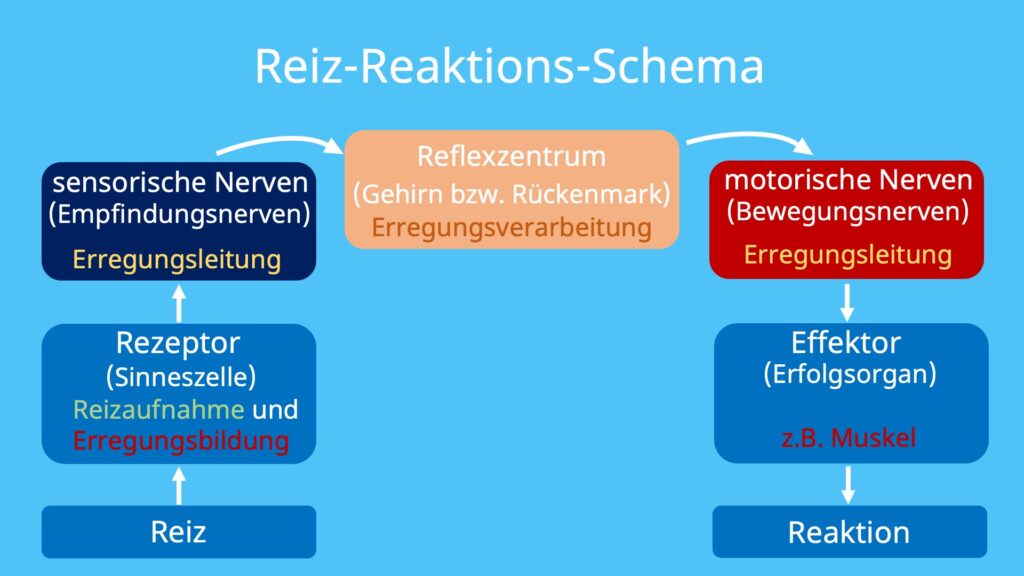 Reiz-Reaktions-Schema
sensorische Nerven
(Empfindungsnerven)
Erregungsleitung
Reflexzentrum
(Gehirn bzw. Rückenmark)
Erregungsverarbeitung
motorische Nerven
(Bewegungsnerven)
Erregungsleitung
Rezeptor
(Sinneszelle)
Reizaufnahme und
Erregungsbildung
Effektor
(Erfolgsorgan)
z.B. Muskel
Reiz
Reaktion